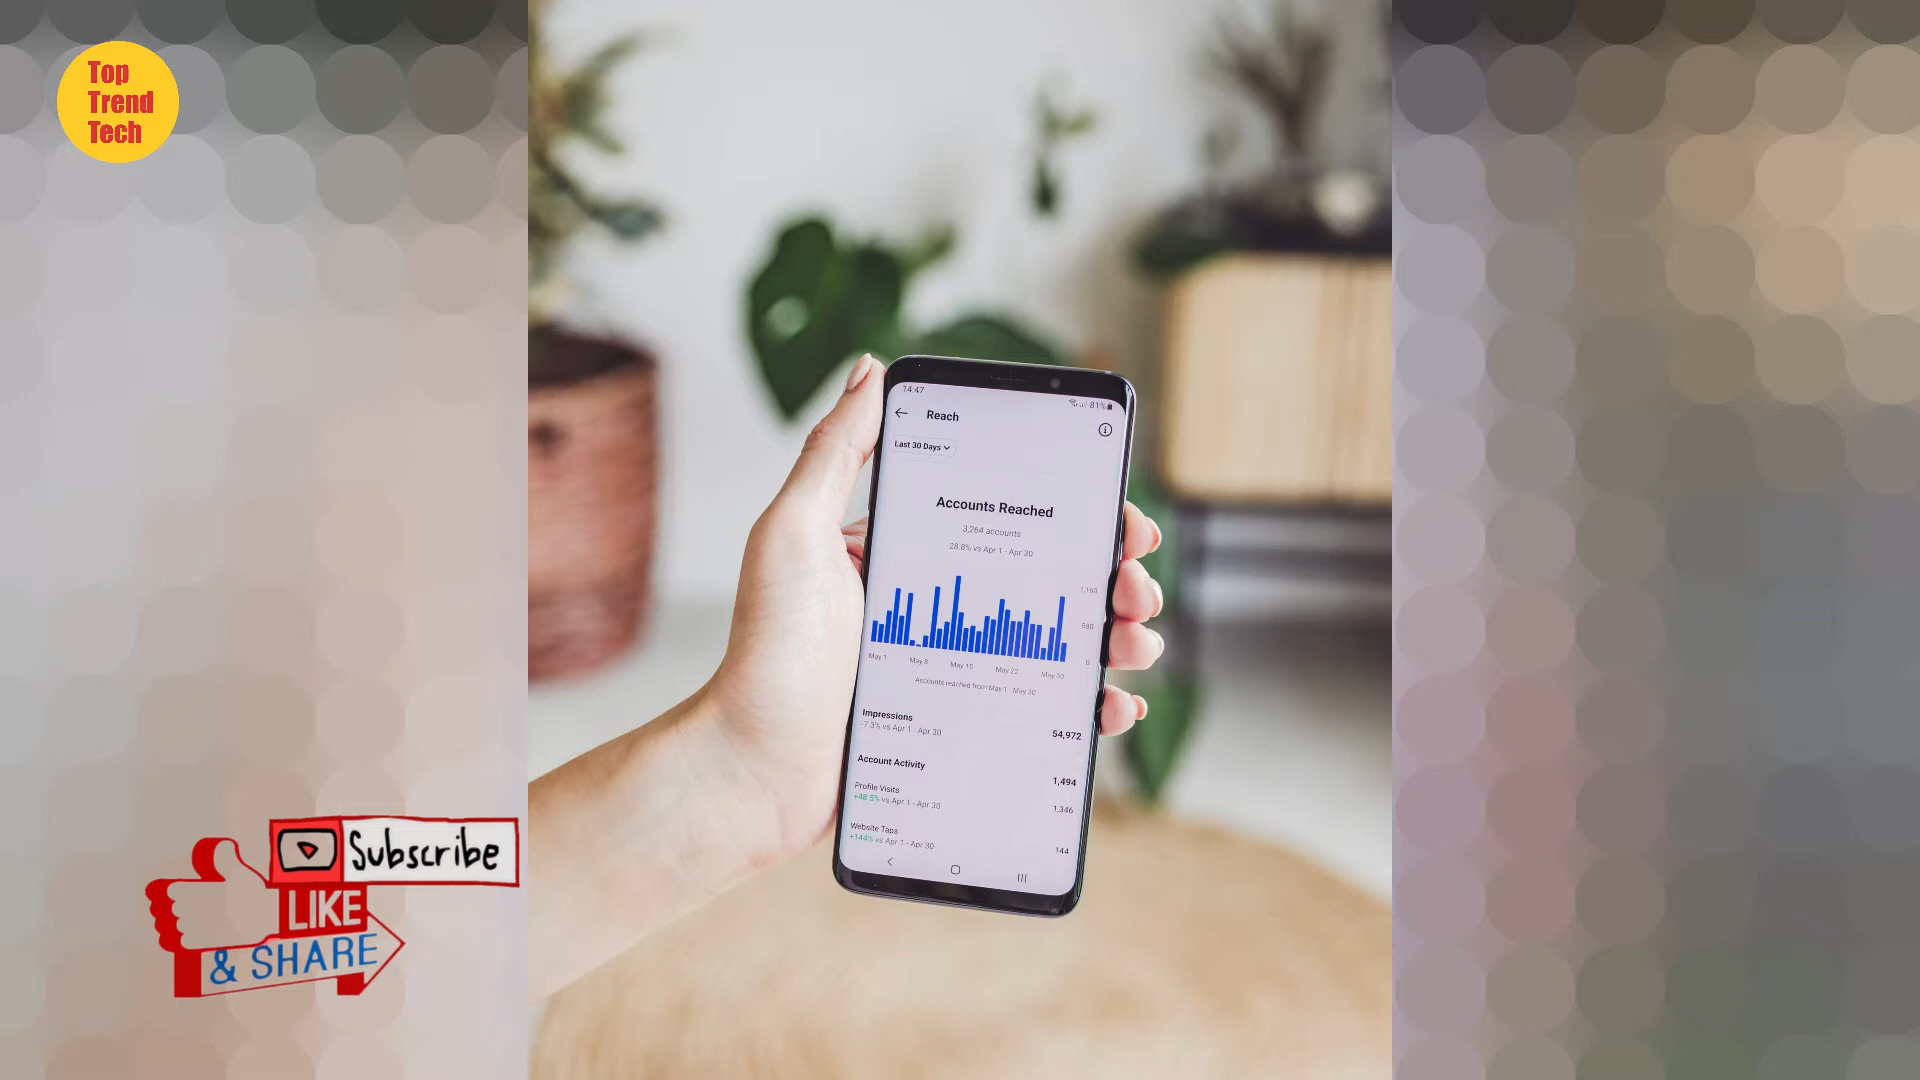 Top
Trend
Tech
14:47
81%
Reach
Last 30 Days
Accounts Reached
3,264 accounts
-28.8% vs Apr 1 - Apr 30
1,160
580
0
May 1 May 8 May 15 May 22 May 30
Accounts reached from May 1 - May 30
Impressions
-7.3% vs Apr 1 - Apr 30
54,972
Account Activity
1,494
Profile Visits
+48.5% vs Apr 1 - Apr 30
1,346
Website Taps
+144% vs Apr 1 - Apr 30
144
Subscribe
LIKE
& SHARE